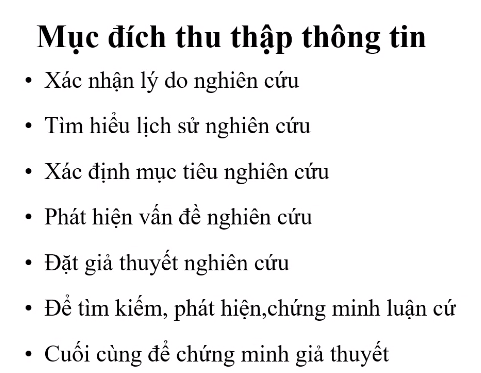 Mục đích thu thập thông tin
• Xác nhận lý do nghiên cứu
• Tìm hiểu lịch sử nghiên cứu
• Xác định mục tiêu nghiên cứu
• Phát hiện vấn đề nghiên cứu
• Đặt giả thuyết nghiên cứu
• Để tìm kiếm, phát hiện,chứng minh luận cứ
• Cuối cùng để chứng minh giả thuyết